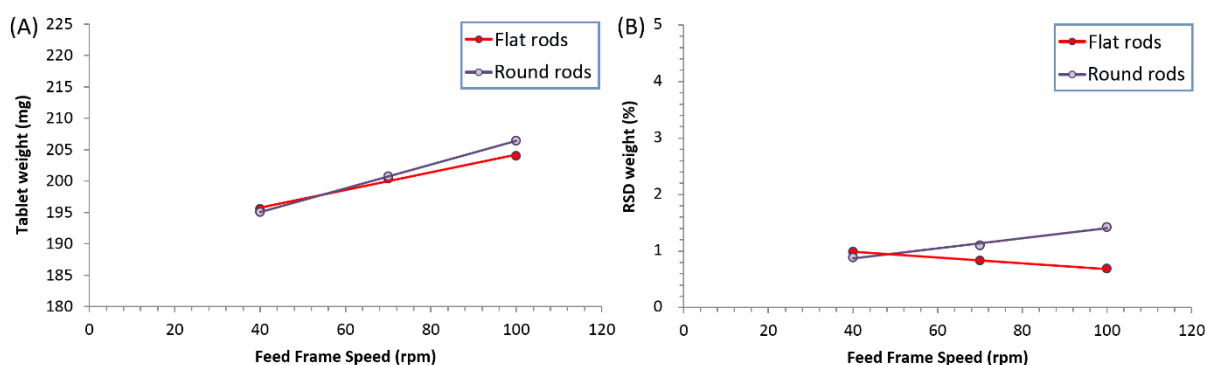 (A)
225
220
215
210
205
200
195
190
185
180
Tablet weight (mg)
0 20 40 60 80 100 120
Feed Frame Speed (rpm)
Flat rods
Round rods
(B)
5
4
3
2
1
0
RSD weight (%)
0 20 40 60 80 100 120
Feed Frame Speed (rpm)
Flat rods
Round rods